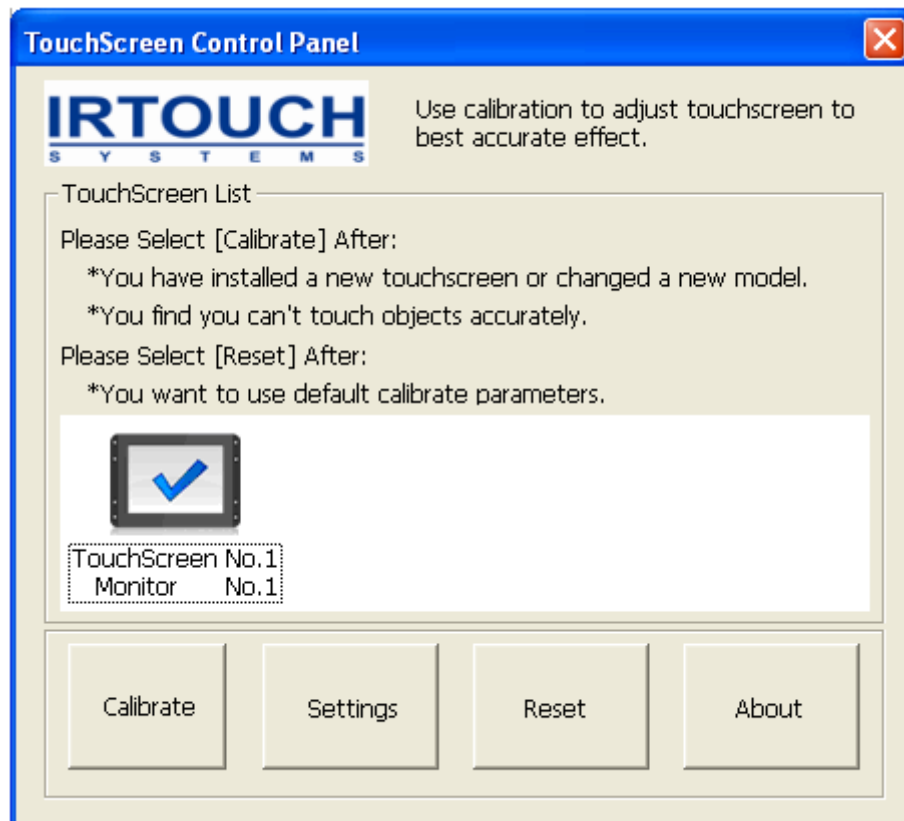 TouchScreen Control Panel
IRTOUCH
SYSTEMS
Use calibration to adjust touchscreen to
best accurate effect.
TouchScreen List
Please Select [Calibrate] After:
*You have installed a new touchscreen or changed a new model.
*You find you can't touch objects accurately.
Please Select [Reset] After:
*You want to use default calibrate parameters.
TouchScreen No.1
Monitor No.1
Calibrate
Settings
Reset
About